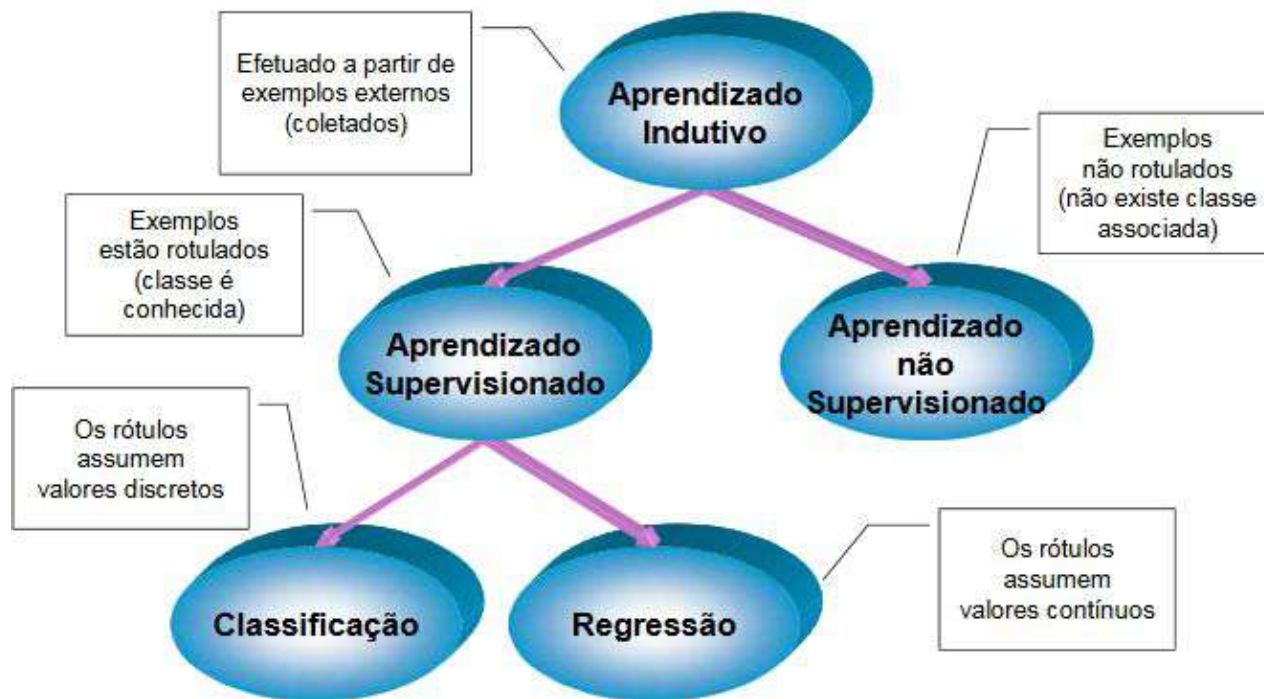 Efetuado a partir de
exemplos externos
(coletados)
Aprendizado
Indutivo
Exemplos
não rotulados
(não existe classe
associada)
Exemplos
estão rotulados
(classe é
conhecida)
Aprendizado
Supervisionado
Aprendizado
não
Supervisionado
Os rótulos
assumem
valores discretos
Classificação
Regressão
Os rótulos
assumem
valores contínuos